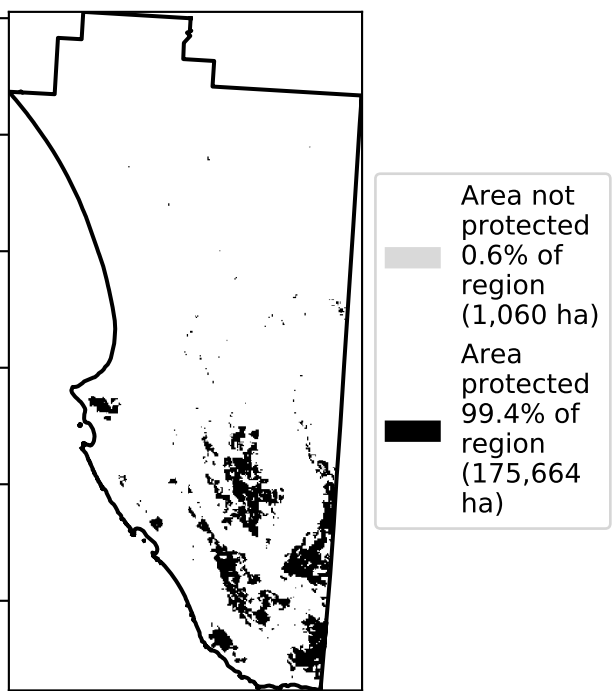 Area not
protected
0.6% of
region
(1,060 ha)
Area
protected
99.4% of
region
(175,664
ha)